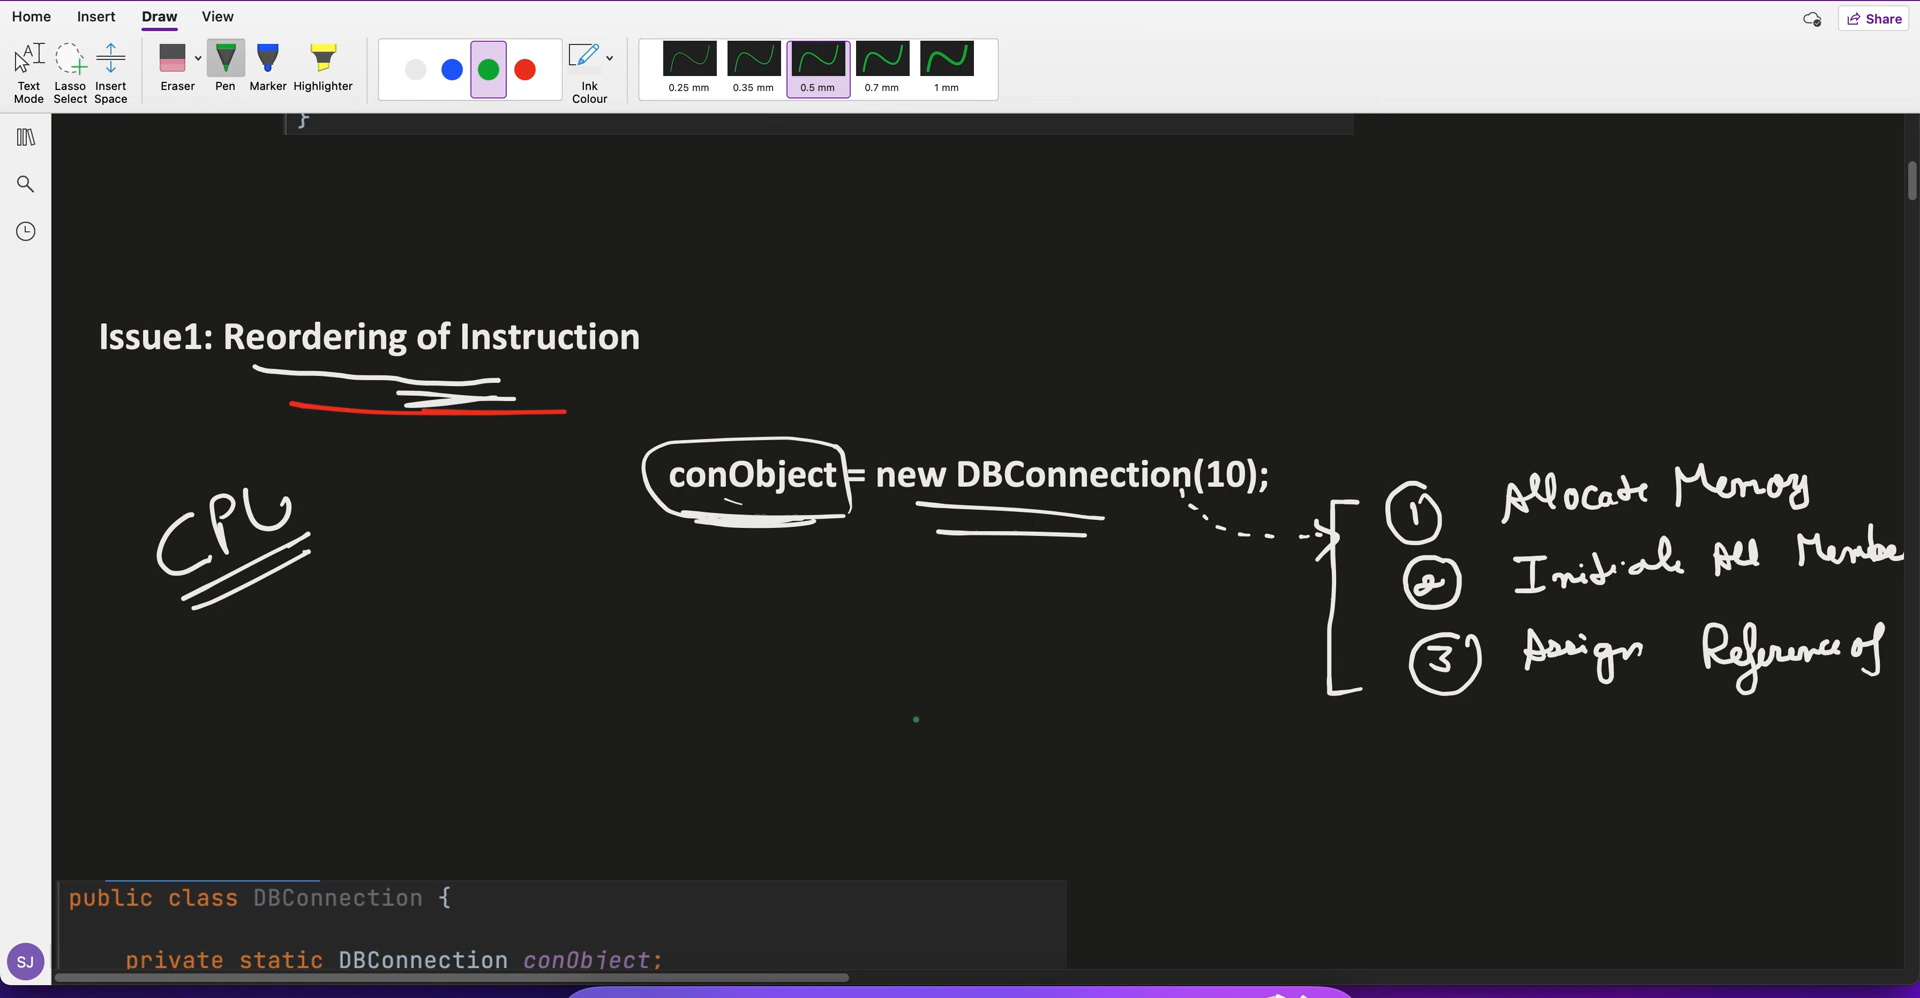 Home Insert Draw View
Share
Text Mode
Lasso Select
Insert Space
Eraser
Pen
Marker
Highlighter
Ink Colour
0.25 mm
0.35 mm
0.5 mm
0.7 mm
1 mm
}
Issue1: Reordering of Instruction
conObject = new DBConnection(10);
CPU
1 Allocate Memory
2 All Membe
3 Assign Reference of
public class DBConnection {
private static DBConnection conObject;
SJ